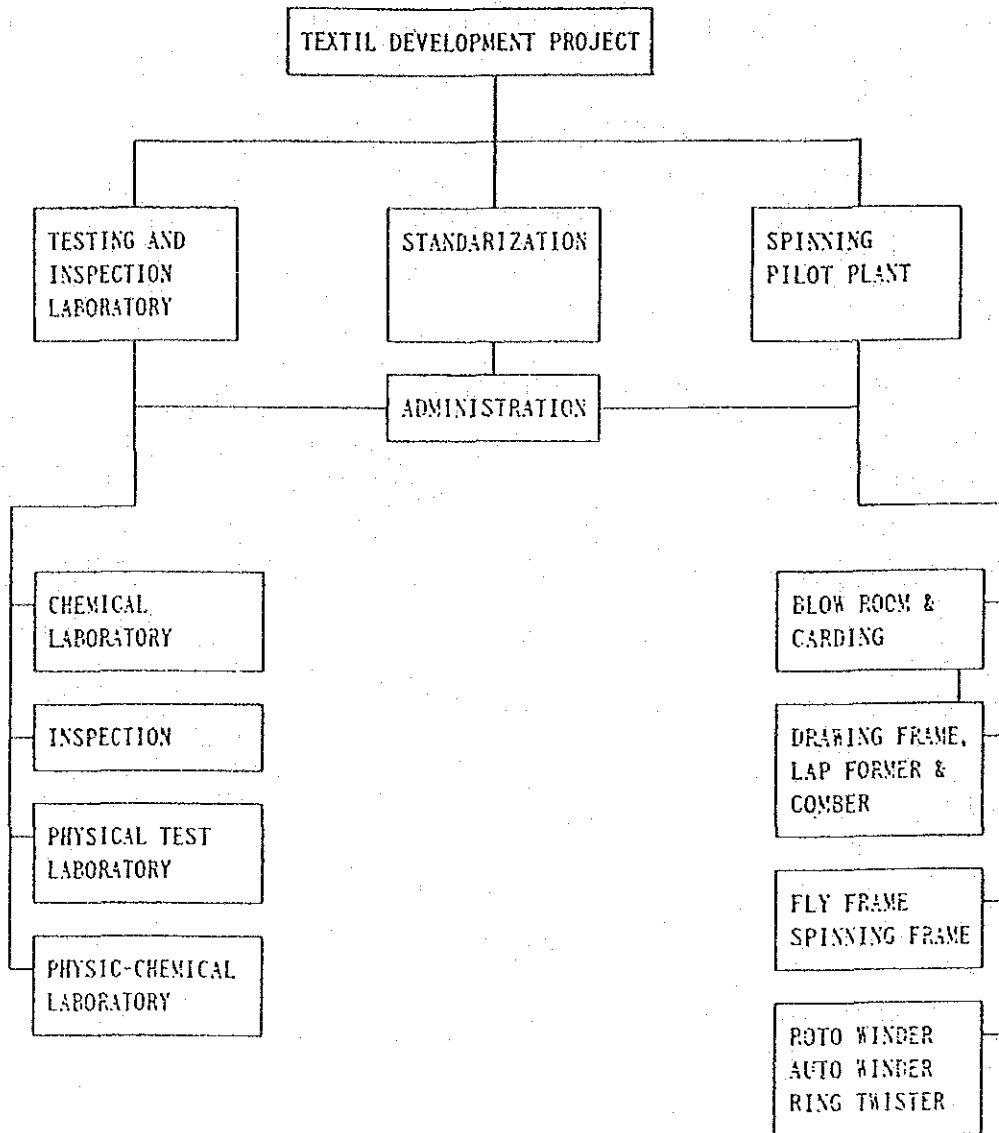 TEXTIL DEVELOPMENT PROJECT
TESTING AND
INSPECTION
LABORATORY
STANDARIZATION
SPINNING
PILOT PLANT
ADMINISTRATION
CHEMICAL
LABORATORY
INSPECTION
PHYSICAL TEST
LABORATORY
PHYSIC-CHEMICAL
LABORATORY
BLOW ROOM &
CARDING
DRAWING FRAME,
LAP FORMER &
COMBER
FLY FRAME
SPINNING FRAME
ROTO WINDER
AUTO WINDER
RING TWISTER